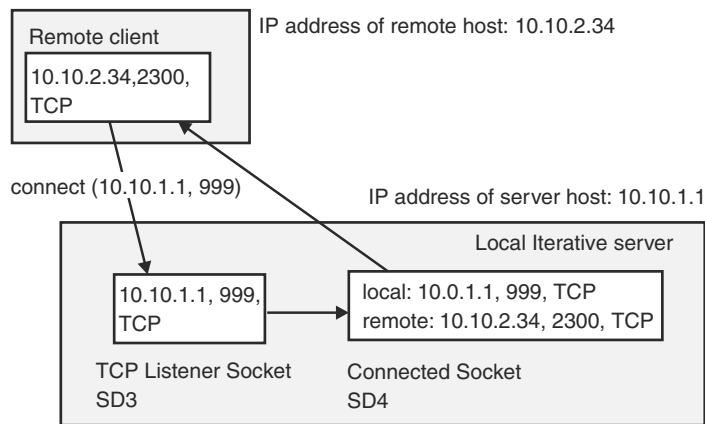 IP address of remote host: 10.10.2.34
Remote client
10.10.2.34,2300,
TCP
connect (10.10.1.1, 999)
IP address of server host: 10.10.1.1
Local Iterative server
10.10.1.1, 999,
TCP
local: 10.0.1.1, 999, TCP
remote: 10.10.2.34, 2300, TCP
TCP Listener Socket
SD3
Connected Socket
SD4